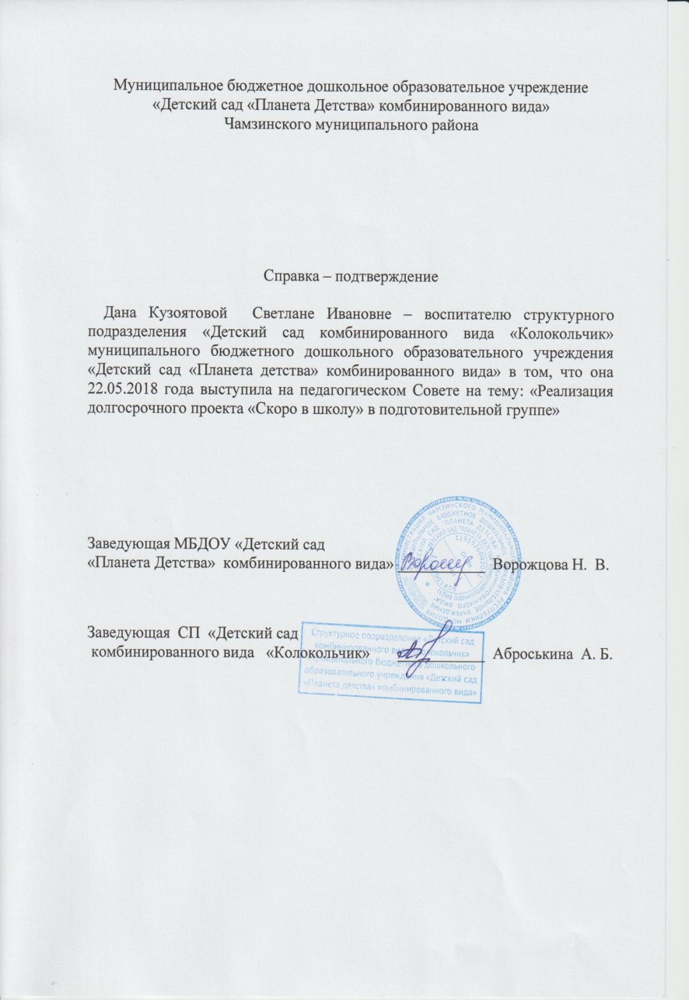 Муниципальное бюджетное дошкольное образовательное учреждение
«Детский сад «Планета Детства» комбинированного вида»
Чамзинского муниципального района
Справка – подтверждение
Дана Кузоятовой Светлане Ивановне – воспитателю структурного
подразделения «Детский сад комбинированного вида «Колокольчик»
муниципального бюджетного дошкольного образовательного учреждения
«Детский сад «Планета детства» комбинированного вида» в том, что она
22.05.2018 года выступила на педагогическом Совете на тему: «Реализация
долгосрочного проекта «Скоро в школу» в подготовительной группе»
Заведующая МБДОУ «Детский сад
«Планета Детства» комбинированного вида» Ворожцова Н. В.
Заведующая СП «Детский сад
комбинированного вида «Колокольчик» Аброськина А. Б.
Структурное подразделение «Детский сад
комбинированного вида «Колокольчик»
муниципального бюджетного дошкольного
образовательного учреждения «Детский сад
«Планета детства» комбинированного вида»